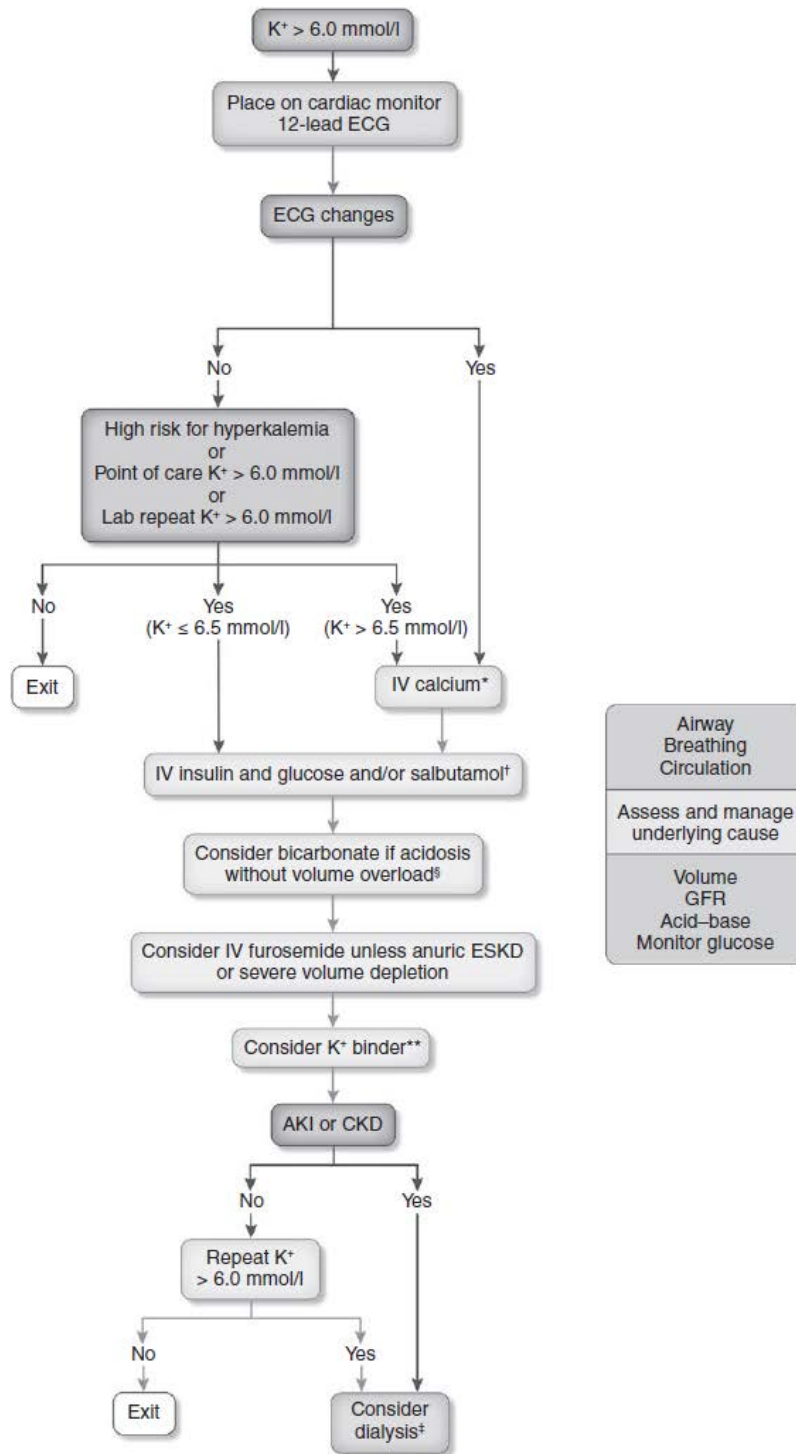 K⁺ > 6.0 mmol/l
Place on cardiac monitor
12-lead ECG
ECG changes
No
Yes
High risk for hyperkalemia
or
Point of care K⁺ > 6.0 mmol/l
or
Lab repeat K⁺ > 6.0 mmol/l
No
Yes
(K⁺ ≤ 6.5 mmol/l)
Yes
(K⁺ > 6.5 mmol/l)
Exit
IV calcium*
IV insulin and glucose and/or salbutamol†
Consider bicarbonate if acidosis
without volume overload§
Consider IV furosemide unless anuric ESKD
or severe volume depletion
Consider K⁺ binder**
AKI or CKD
No
Yes
Repeat K⁺
> 6.0 mmol/l
No
Yes
Exit
Consider
dialysis‡
Airway
Breathing
Circulation
Assess and manage
underlying cause
Volume
GFR
Acid–base
Monitor glucose